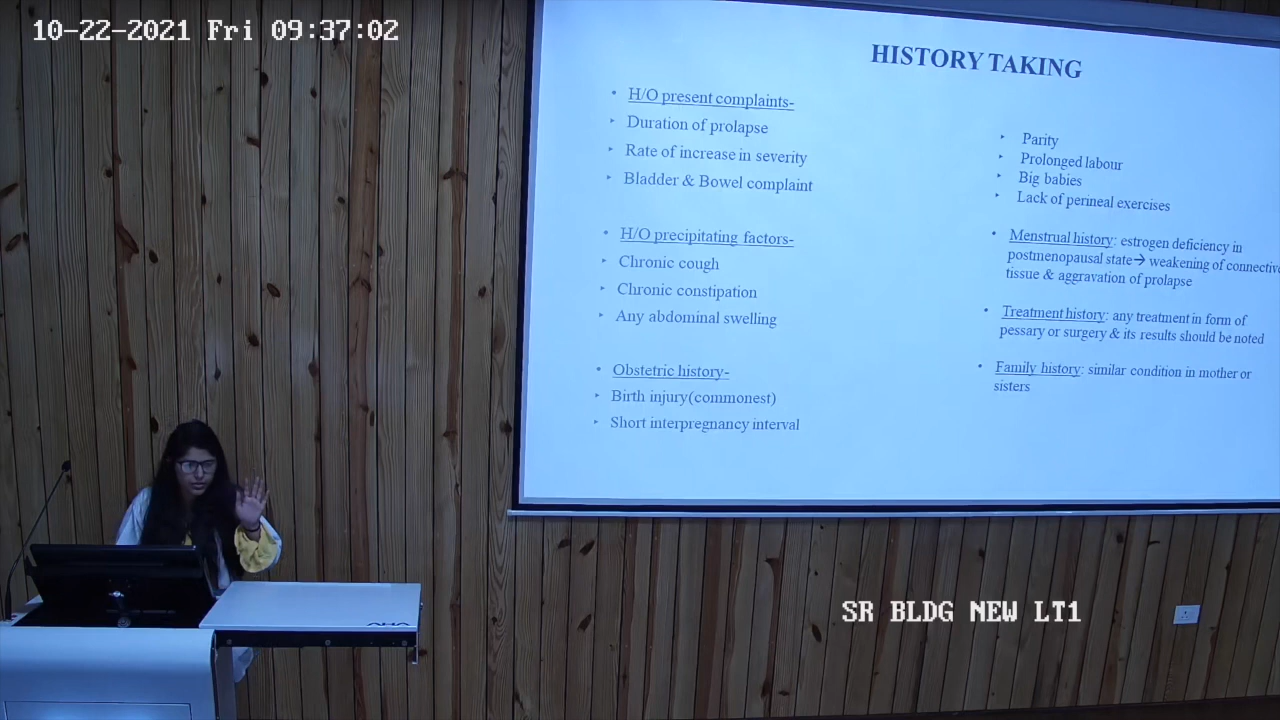 10-22-2021 Fri 09:37:02
HISTORY TAKING
• H/O present complaints-
‣ Duration of prolapse
‣ Rate of increase in severity
‣ Bladder & Bowel complaint
• H/O precipitating factors-
‣ Chronic cough
‣ Chronic constipation
‣ Any abdominal swelling
• Obstetric history-
‣ Birth injury(commonest)
‣ Short interpregnancy interval
‣ Parity
‣ Prolonged labour
‣ Big babies
‣ Lack of perineal exercises
• Menstrual history: estrogen deficiency in
postmenopausal state→ weakening of connective
tissue & aggravation of prolapse
• Treatment history: any treatment in form of
pessary or surgery & its results should be noted
• Family history: similar condition in mother or
sisters
SR BLDG NEW LT1